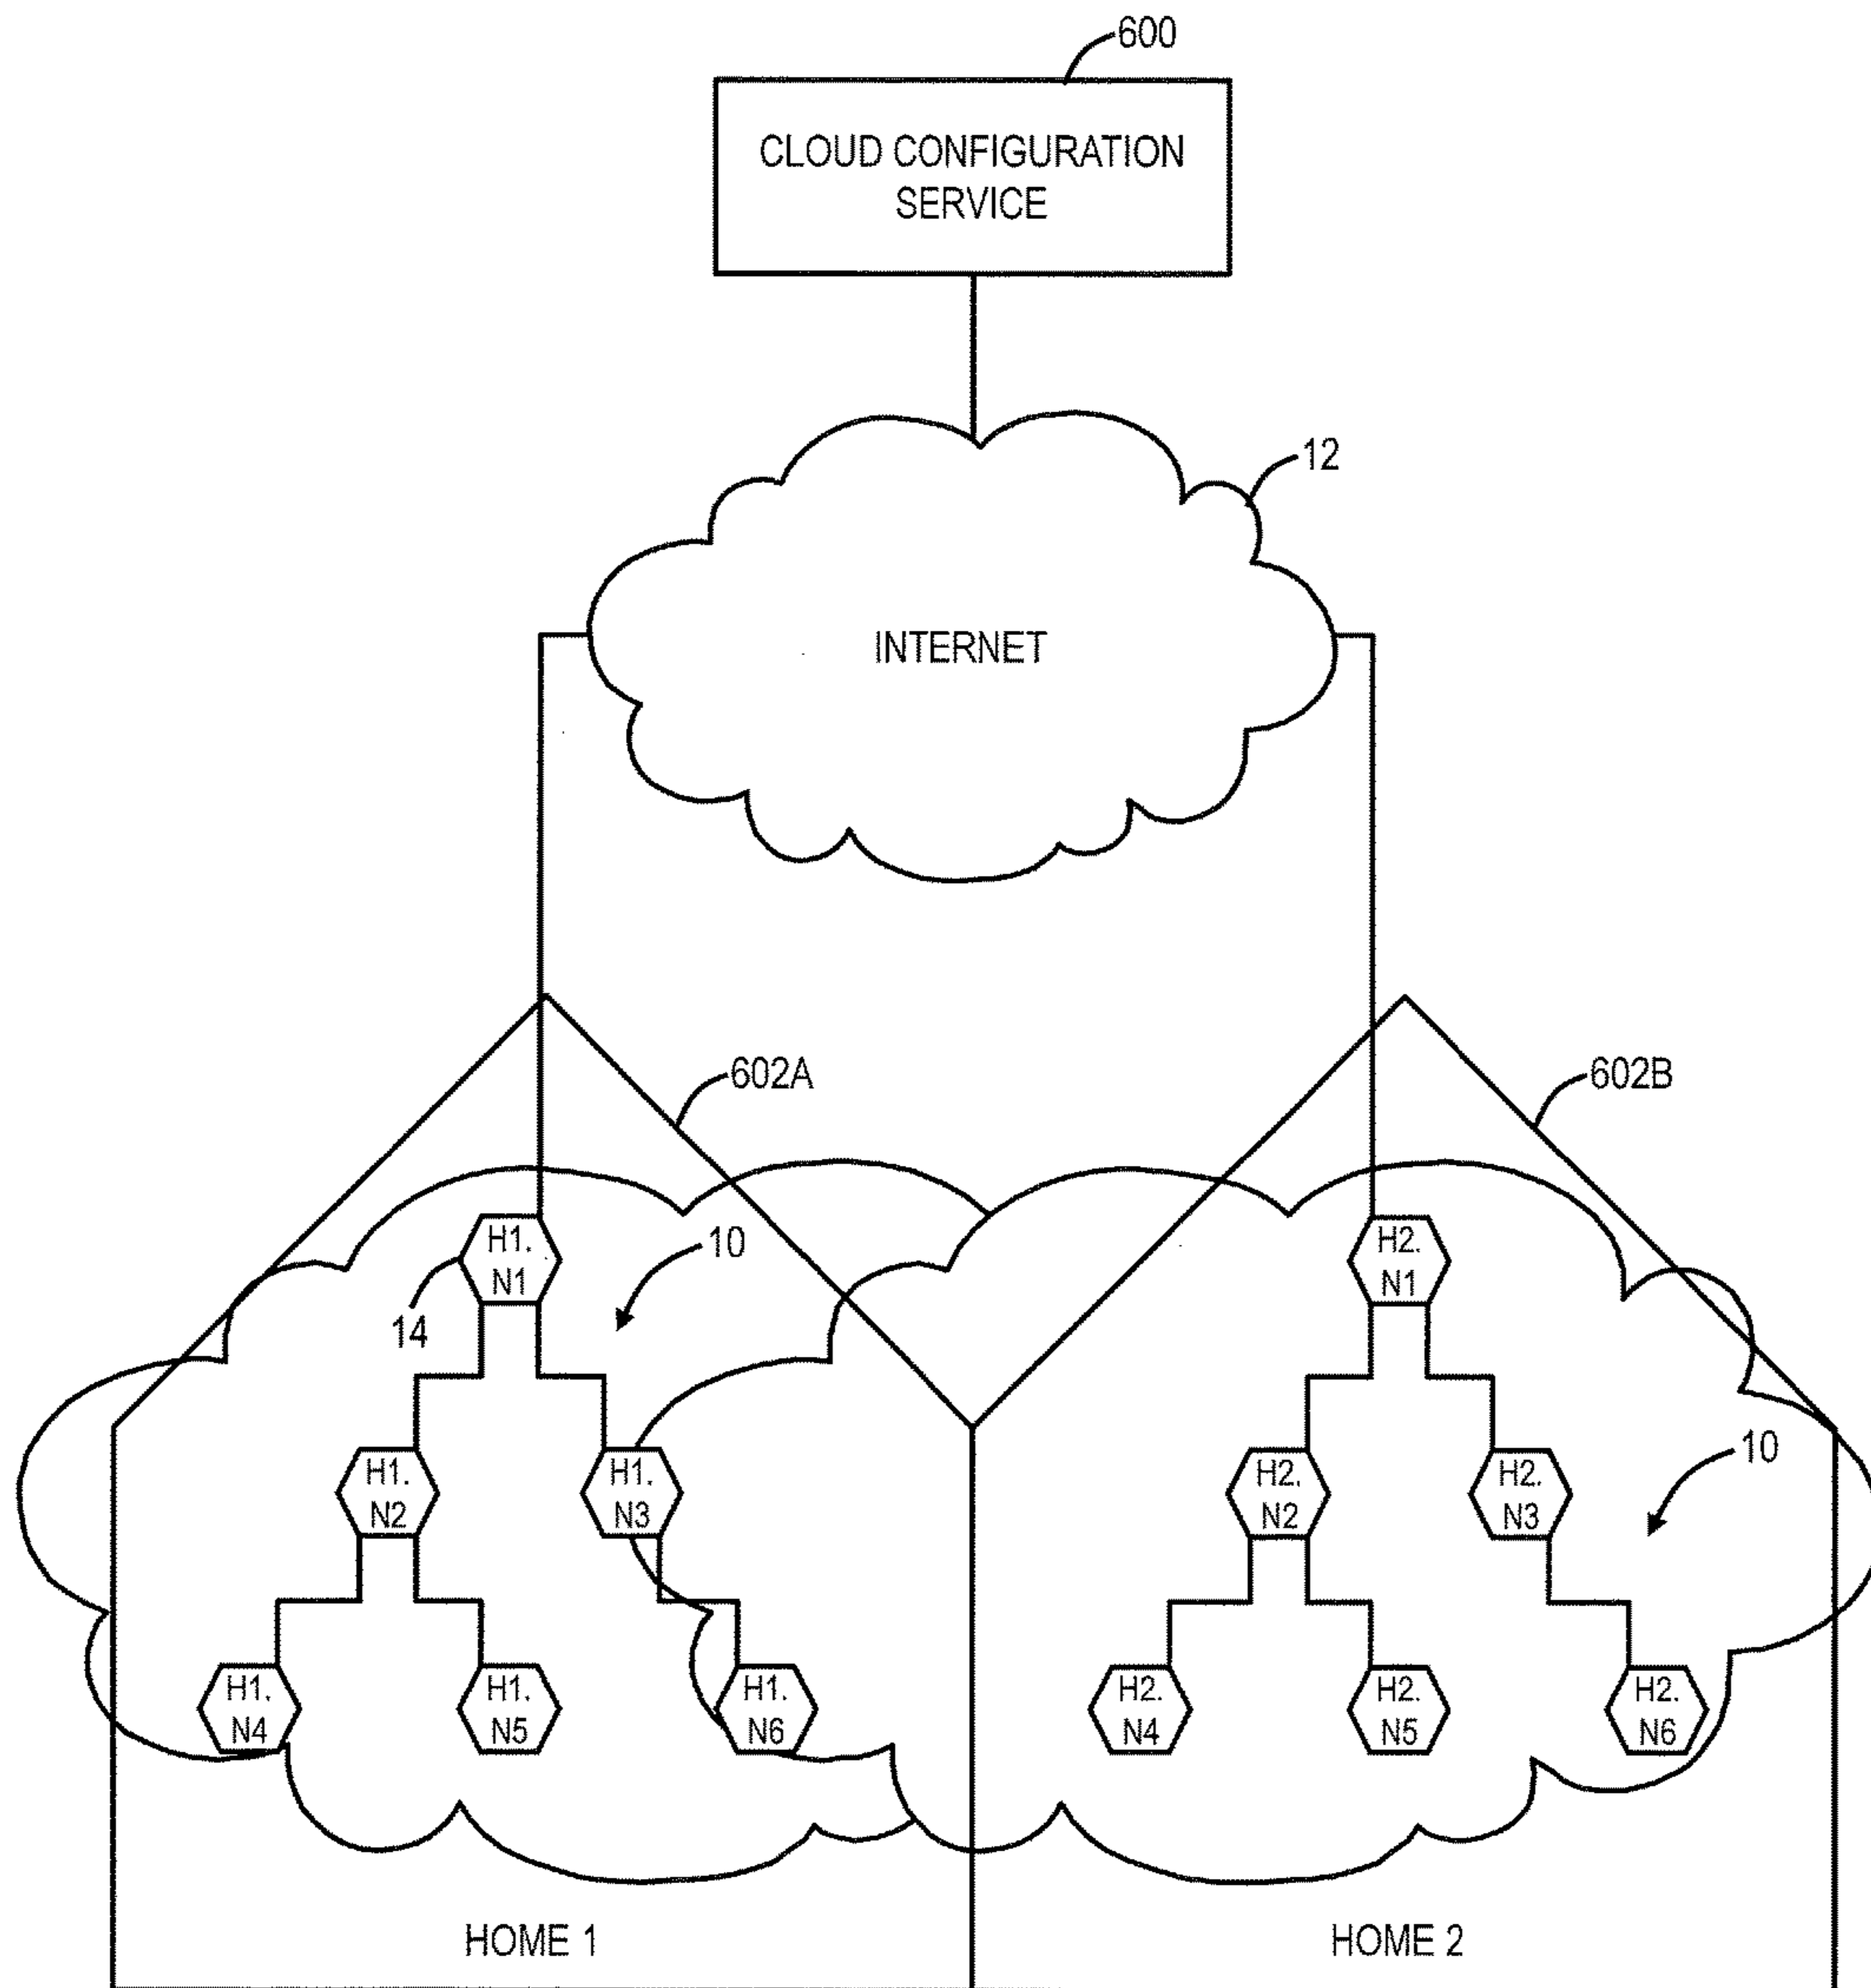 600
CLOUD CONFIGURATION
SERVICE
12
INTERNET
602A
602B
H1.
N1
10
H2.
N1
14
H1.
N2
H1.
N3
H2.
N2
H2.
N3
10
H1.
N4
H1.
N5
H1.
N6
H2.
N4
H2.
N5
H2.
N6
HOME 1
HOME 2